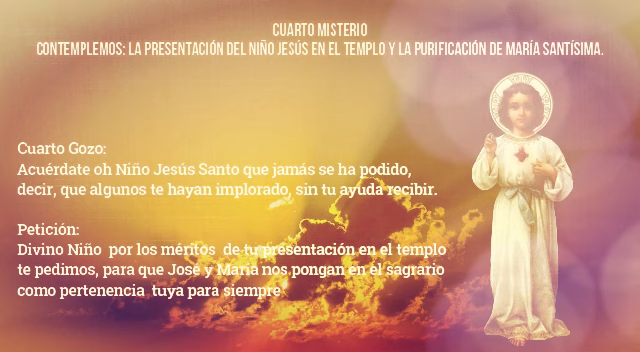 CUARTO MISTERIO
CONTEMPLEMOS: LA PRESENTACIÓN DEL NIÑO JESÚS EN EL TEMPLO Y LA PURIFICACIÓN DE MARÍA SANTÍSIMA.
Cuarto Gozo:
Acuérdate oh Niño Jesús Santo que jamás se ha podido,
decir, que algunos te hayan implorado, sin tu ayuda recibir.
Petición:
Divino Niño por los méritos de tu presentación en el templo
te pedimos, para que José y María nos pongan en el sagrario
como pertenencia tuya para siempre